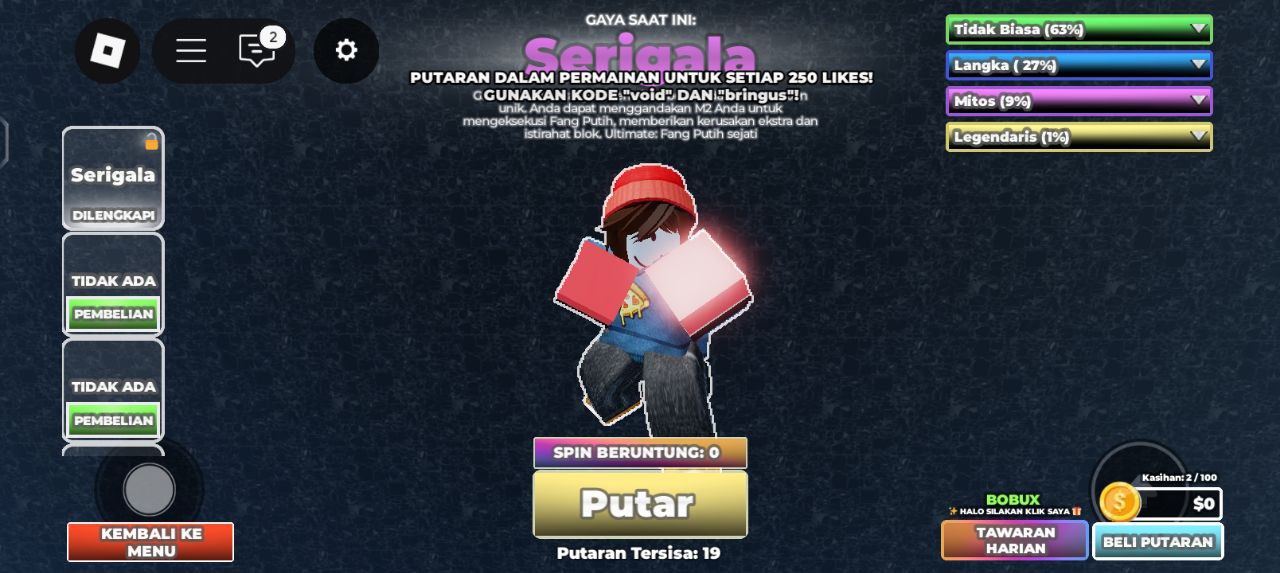 2
GAYA SAAT INI:
Serigala
PUTARAN DALAM PERMAINAN UNTUK SETIAP 250 LIKES!
GUNAKAN KODE "void" DAN "bringus"!
unik. Anda dapat menggandakan M2 Anda untuk
mengeksekusi Fang Putih, memberikan kerusakan ekstra dan
istirahat blok. Ultimate: Fang Putih sejati
Tidak Biasa (63%)
Langka ( 27%)
Mitos (9%)
Legendaris (1%)
Serigala
DILENGKAPI
TIDAK ADA
PEMBELIAN
TIDAK ADA
PEMBELIAN
KEMBALI KE
MENU
SPIN BERUNTUNG: 0
Putar
Putaran Tersisa: 19
Kasihan: 2 / 100
$0
BOBUX
✨ HALO SILAKAN KLIK SAYA 🎁
TAWARAN
HARIAN
BELI PUTARAN